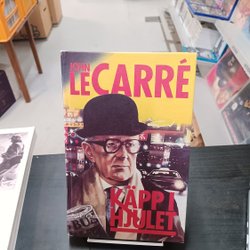 JOHN
LE CARRÉ
KÄPP I
HJULET